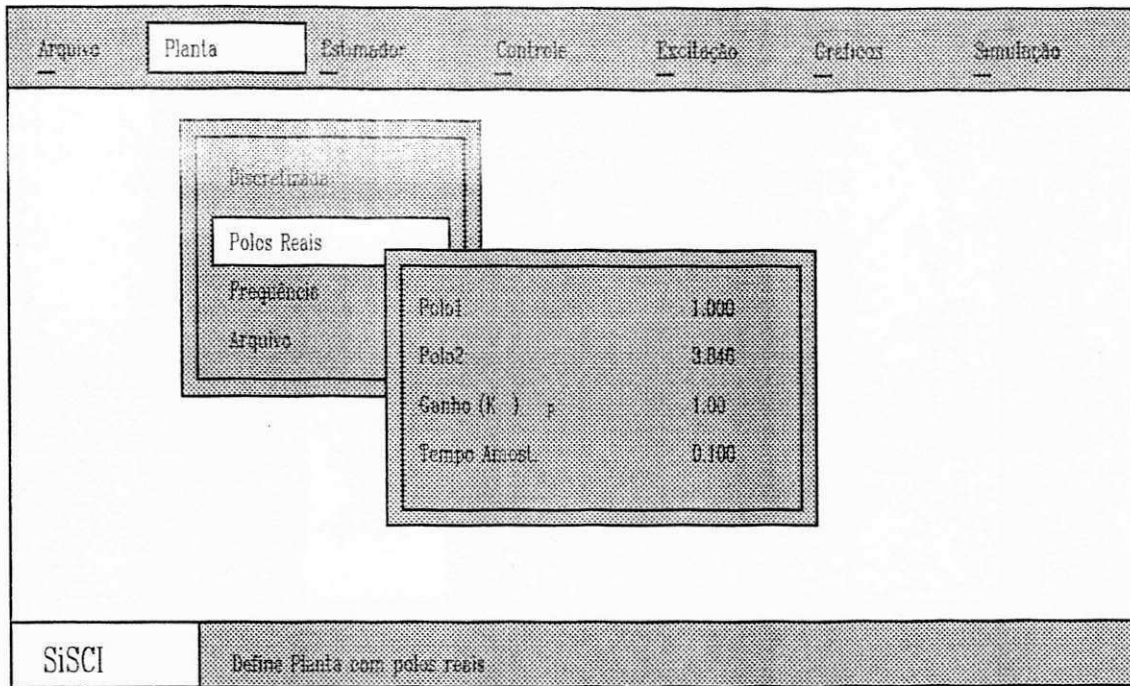 Arquivo Planta Estimador Controle Excitação Gráficos Simulação
Discretizada
Polos Reais
Frequência
Arquivo
Polo1 1.000
Polo2 3.846
Ganho (K ) p 1.00
Tempo Amost. 0.100
SiSCI Define Planta com polos reais